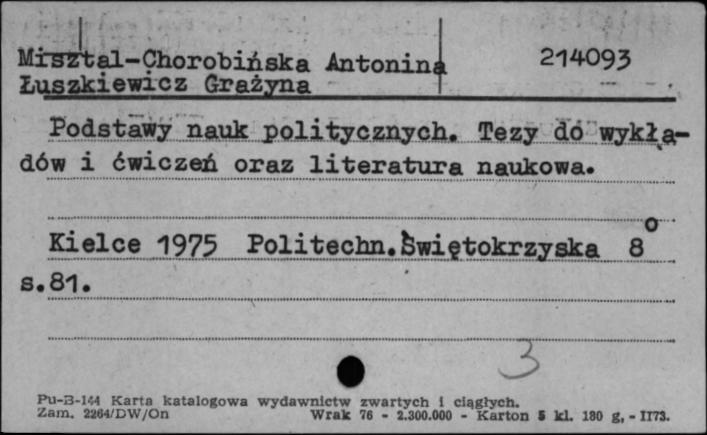 Misztal-Chorobińska Antonina 214093
Łuszkiewicz Grażyna
Podstawy nauk politycznych. Tezy do wykła-
dów i ćwiczeń oraz literatura naukowa.
Kielce 1975 Politechn.Świętokrzyska 8o
s.81.
3
Pu-B-144 Karta katalogowa wydawnictw zwartych i ciągłych.
Zam. 2264/DW/On Wrak 76 - 2.300.000 - Karton 5 kl. 180 g, - II73.